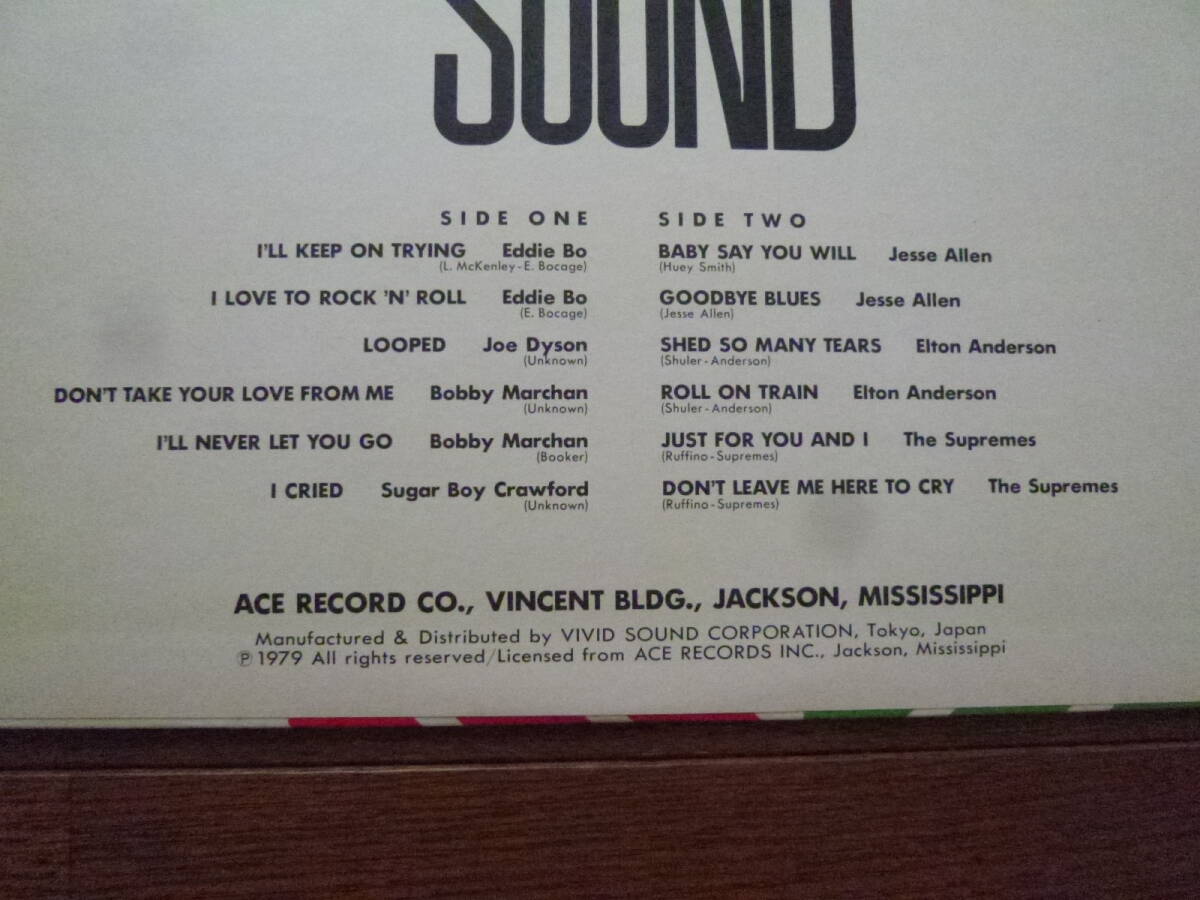 SOUND
SIDE ONE
I'LL KEEP ON TRYING Eddie Bo
(L. McKenley-E. Bocage)
I LOVE TO ROCK 'N' ROLL Eddie Bo
(E. Bocage)
LOOPED Joe Dyson
(Unknown)
DON'T TAKE YOUR LOVE FROM ME Bobby Marchan
(Unknown)
I'LL NEVER LET YOU GO Bobby Marchan
(Booker)
I CRIED Sugar Boy Crawford
(Unknown)
SIDE TWO
BABY SAY YOU WILL Jesse Allen
(Huey Smith)
GOODBYE BLUES Jesse Allen
(Jesse Allen)
SHED SO MANY TEARS Elton Anderson
(Shuler-Anderson)
ROLL ON TRAIN Elton Anderson
(Shuler-Anderson)
JUST FOR YOU AND I The Supremes
(Ruffino-Supremes)
DON'T LEAVE ME HERE TO CRY The Supremes
(Ruffino-Supremes)
ACE RECORD CO., VINCENT BLDG., JACKSON, MISSISSIPPI
Manufactured & Distributed by VIVID SOUND CORPORATION, Tokyo, Japan
℗1979 All rights reserved/Licensed from ACE RECORDS INC., Jackson, Mississippi